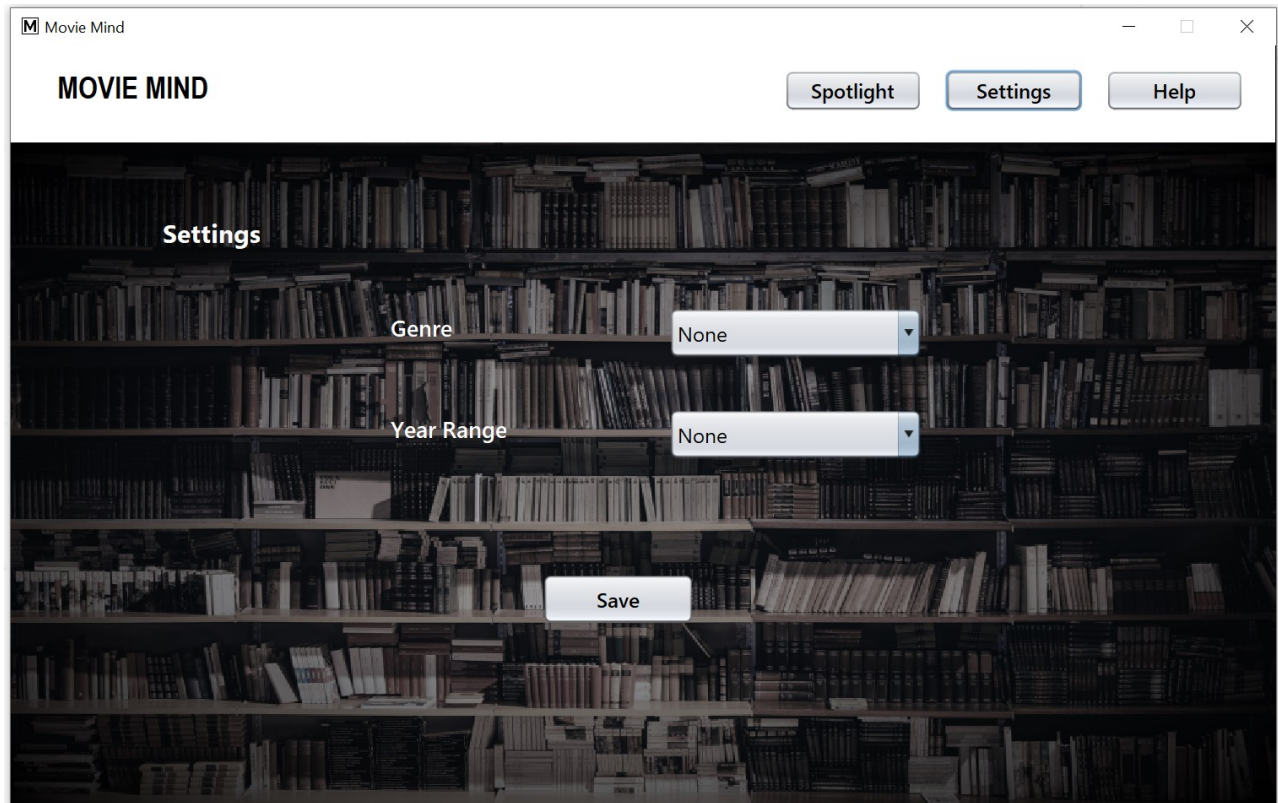 M Movie Mind
MOVIE MIND
Spotlight
Settings
Help
Settings
Genre
None
Year Range
None
Save